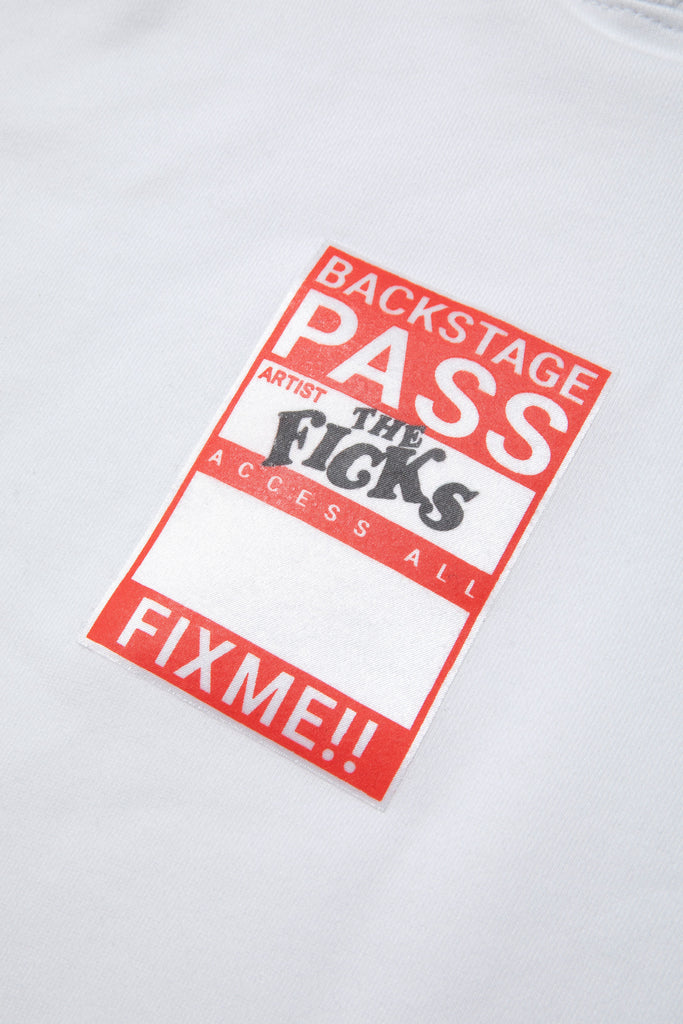 BACKSTAGE
PASS
ARTIST
THE
FICKS
ACCESS ALL
FIXME!!